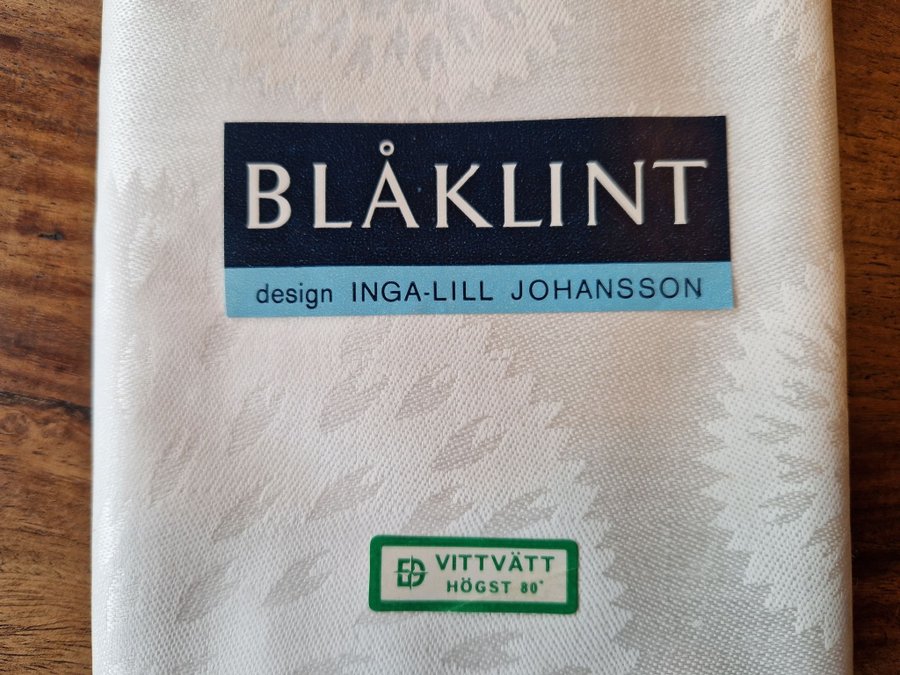 BLÅKLINT
design INGA-LILL JOHANSSON
VITTVÄTT
HÖGST 80°